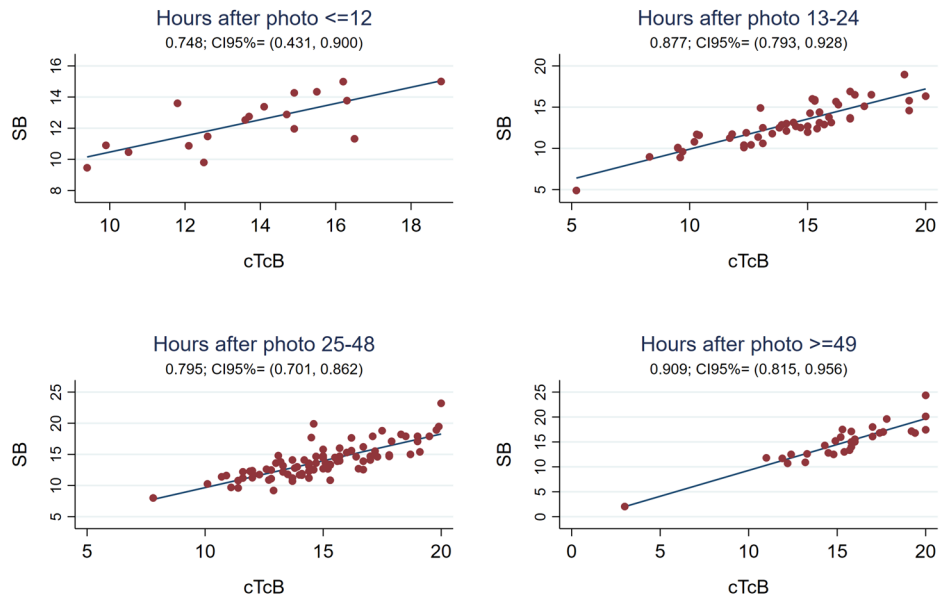 Hours after photo <=12
0.748; CI95%= (0.431, 0.900)
SB
16
14
12
10
8
10
12
14
16
18
cTcB
Hours after photo 13-24
0.877; CI95%= (0.793, 0.928)
SB
20
15
10
5
5
10
15
20
cTcB
Hours after photo 25-48
0.795; CI95%= (0.701, 0.862)
SB
25
20
15
10
5
5
10
15
20
cTcB
Hours after photo >=49
0.909; CI95%= (0.815, 0.956)
SB
25
20
15
10
5
0
0
5
10
15
20
cTcB